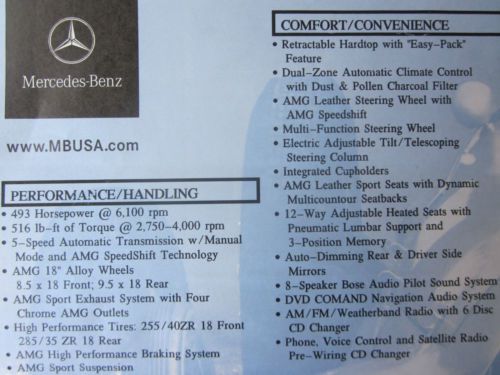 Mercedes-Benz
www.MBUSA.com
PERFORMANCE/HANDLING
• 493 Horsepower @ 6,100 rpm
• 516 lb-ft of Torque @ 2,750-4,000 rpm
• 5-Speed Automatic Transmission w/Manual
Mode and AMG SpeedShift Technology
• AMG 18" Alloy Wheels
8.5 x 18 Front; 9.5 x 18 Rear
• AMG Sport Exhaust System with Four
Chrome AMG Outlets
• High Performance Tires: 255/40ZR 18 Front
285/35 ZR 18 Rear
• AMG High Performance Braking System
• AMG Sport Suspension
COMFORT/CONVENIENCE
• Retractable Hardtop with "Easy-Pack"
Feature
• Dual-Zone Automatic Climate Control
with Dust & Pollen Charcoal Filter
• AMG Leather Steering Wheel with
AMG Speedshift
• Multi-Function Steering Wheel
• Electric Adjustable Tilt/Telescoping
Steering Column
• Integrated Cupholders
• AMG Leather Sport Seats with Dynamic
Multicontour Seatbacks
• 12-Way Adjustable Heated Seats with
Pneumatic Lumbar Support and
3-Position Memory
• Auto-Dimming Rear & Driver Side
Mirrors
• 8-Speaker Bose Audio Pilot Sound System
• DVD COMAND Navigation Audio System
• AM/FM/Weatherband Radio with 6 Disc
CD Changer
• Phone, Voice Control and Satellite Radio
Pre-Wiring CD Changer